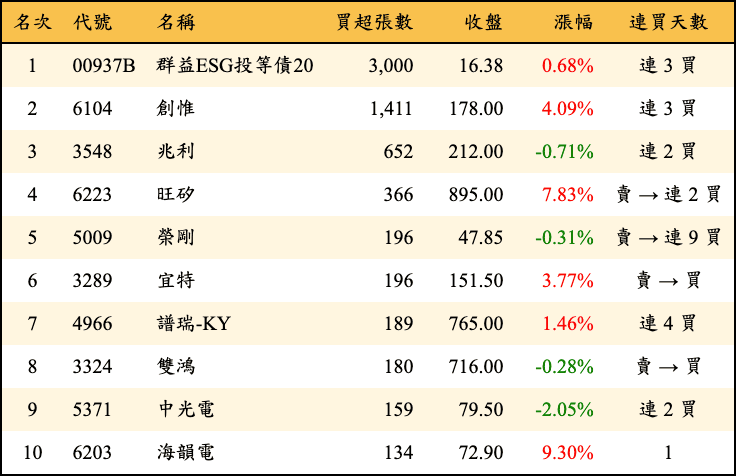 名次 代號 名稱 買超張數 收盤 漲幅 連買天數
1 00937B 群益ESG投等債20 3,000 16.38 0.68% 連 3 買
2 6104 創惟 1,411 178.00 4.09% 連 3 買
3 3548 兆利 652 212.00 -0.71% 連 2 買
4 6223 旺矽 366 895.00 7.83% 賣 → 連 2 買
5 5009 榮剛 196 47.85 -0.31% 賣 → 連 9 買
6 3289 宜特 196 151.50 3.77% 賣 → 買
7 4966 譜瑞-KY 189 765.00 1.46% 連 4 買
8 3324 雙鴻 180 716.00 -0.28% 賣 → 買
9 5371 中光電 159 79.50 -2.05% 連 2 買
10 6203 海韻電 134 72.90 9.30% 1